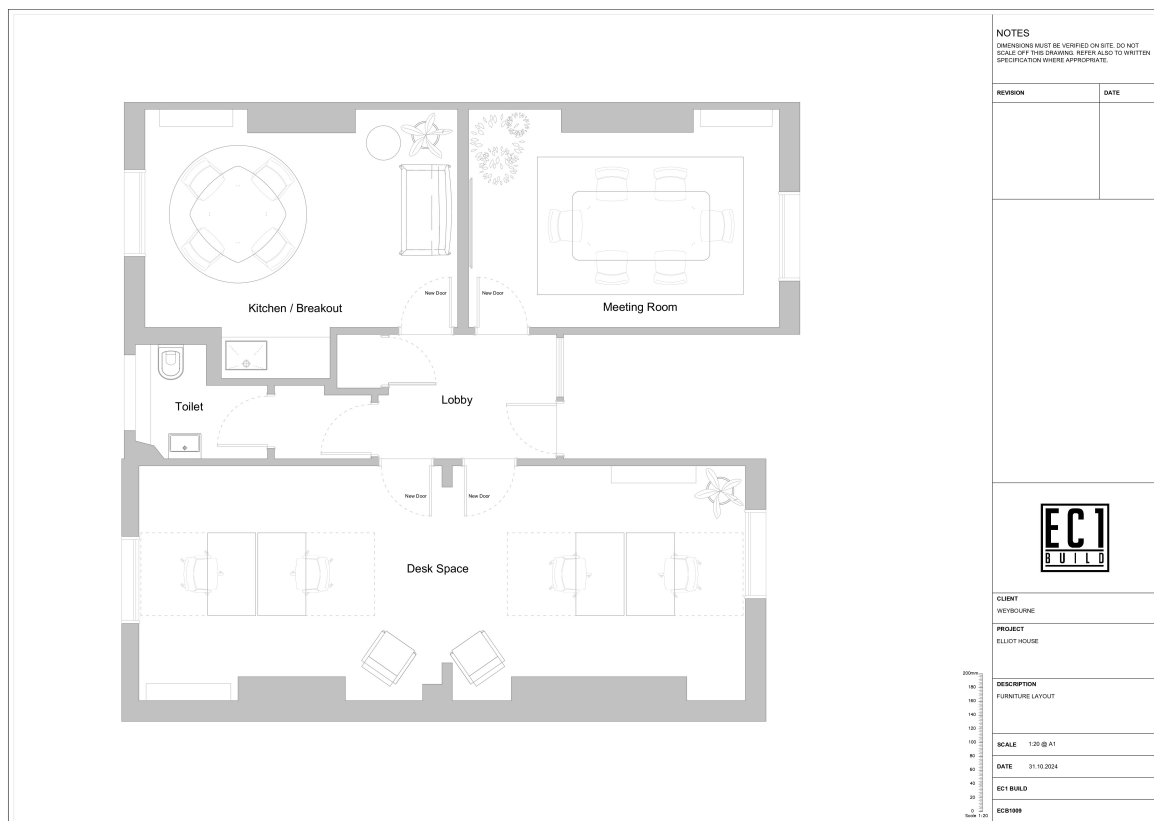 NOTES
DIMENSIONS MUST BE VERIFIED ON SITE. DO NOT
SCALE OFF THIS DRAWING. REFER ALSO TO WRITTEN
SPECIFICATION WHERE APPROPRIATE.
REVISION DATE
New Door New Door
Kitchen / Breakout
Meeting Room
Toilet
Lobby
New Door New Door
Desk Space
EC1
BUILD
CLIENT
WEYBOURNE
PROJECT
ELLIOT HOUSE
DESCRIPTION
FURNITURE LAYOUT
SCALE 1:20 @ A1
DATE 31.10.2024
EC1 BUILD
ECB1009
200mm
180
160
140
120
100
80
60
40
20
0
Scale 1:20